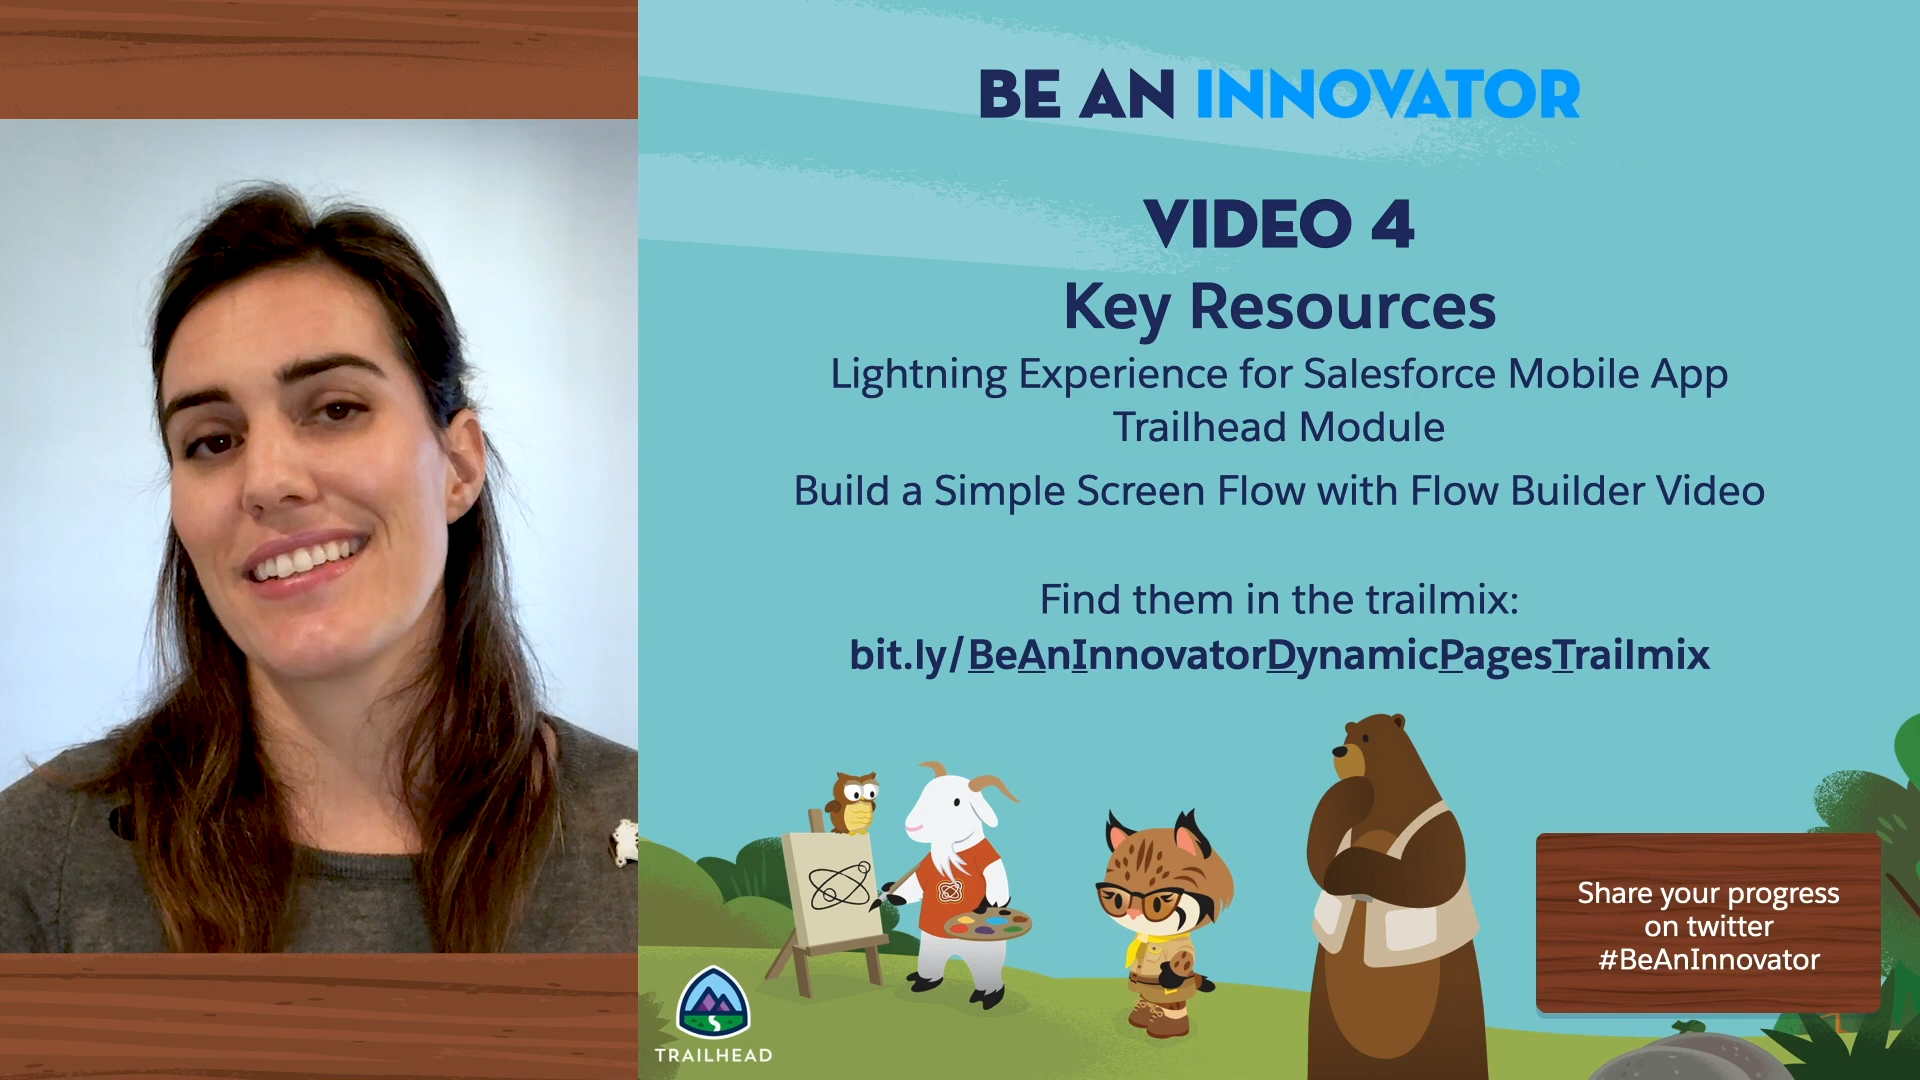 BE AN INNOVATOR
VIDEO 4
Key Resources
Lightning Experience for Salesforce Mobile App
Trailhead Module
Build a Simple Screen Flow with Flow Builder Video
Find them in the trailmix:
bit.ly/BeAnInnovatorDynamicPagesTrailmix
Share your progress
on twitter
#BeAnInnovator
TRAILHEAD